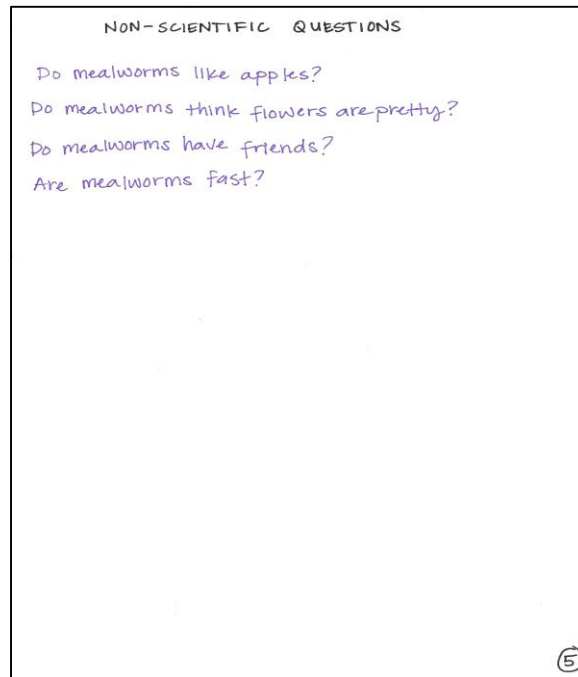 NON-SCIENTIFIC QUESTIONS
Do mealworms like apples?
Do mealworms think flowers are pretty?
Do mealworms have friends?
Are mealworms fast?
5